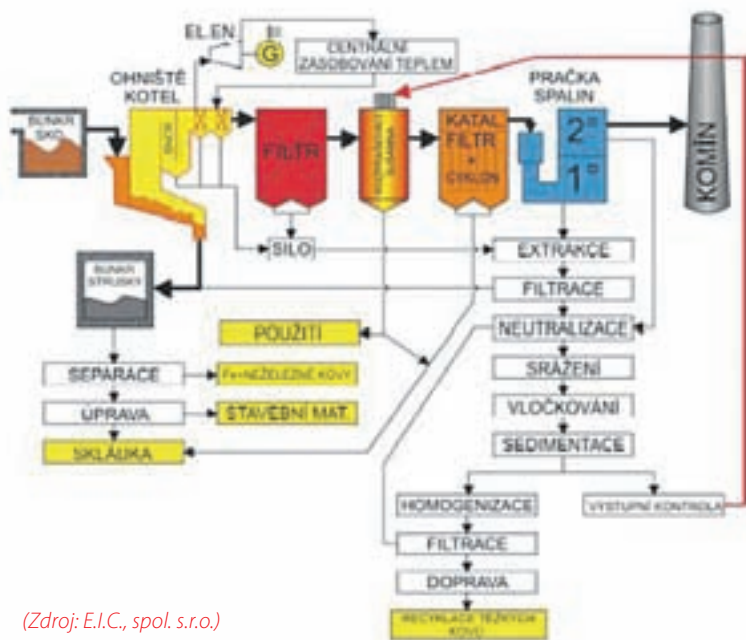 EL.EN.
G
CENTRÁLNÍ
ZÁSOBOVÁNÍ TEPLEM
OHNIŠTĚ
KOTEL
PRAČKA
SPALIN
BUNKR
SKO
FILTR
ROZPRAŠOVACÍ
SUŠÁRNA
KATAL
FILTR
+
CYKLON
2°
1°
KOMÍN
SILO
EXTRAKCE
BUNKR
STRUSKY
FILTRACE
POUŽITÍ
NEUTRALIZACE
SEPARACE
Fe+NEŽELEZNÉ KOVY
SRÁŽENÍ
ÚPRAVA
STAVEBNÍ MAT.
VLOČKOVÁNÍ
SKLÁDKA
SEDIMENTACE
HOMOGENIZACE
VÝSTUPNÍ KONTROLA
FILTRACE
DOPRAVA
RECYKLACE TĚŽKÝCH
KOVŮ
(Zdroj: E.I.C., spol. s.r.o.)